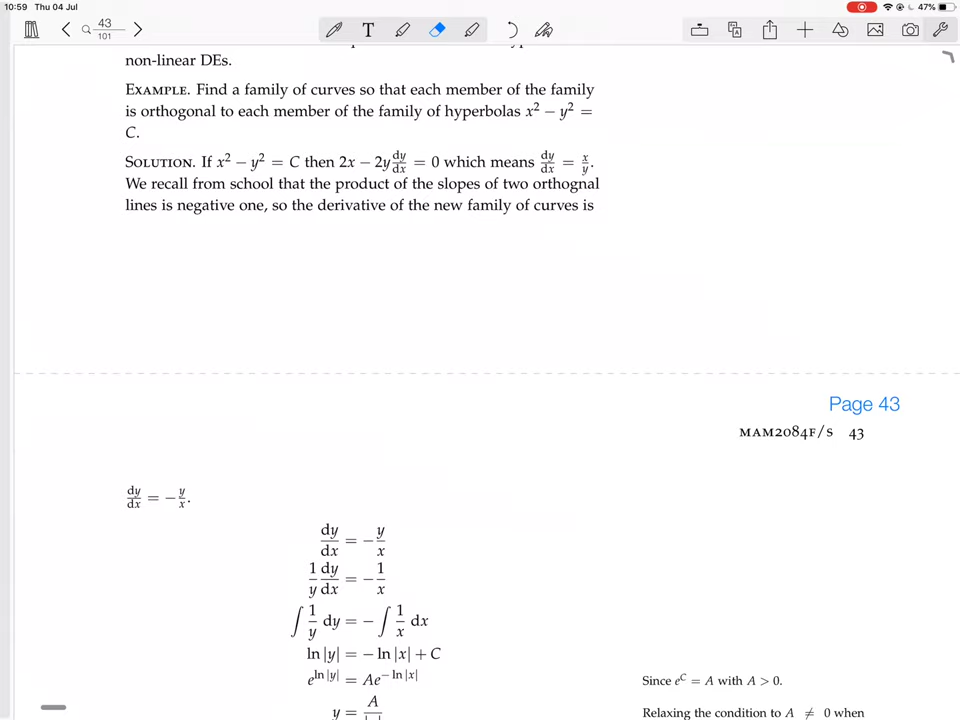 10:59 Thu 04 Jul
47%
43
101
T
non-linear DEs.
EXAMPLE. Find a family of curves so that each member of the family
is orthogonal to each member of the family of hyperbolas x² − y² =
C.
SOLUTION. If x² − y² = C then 2x − 2y dy/dx = 0 which means dy/dx = x/y.
We recall from school that the product of the slopes of two orthognal
lines is negative one, so the derivative of the new family of curves is
Page 43
MAM2084F/S 43
dy/dx = −y/x.
dy/dx = −y/x
1/y dy/dx = −1/x
∫ 1/y dy = −∫ 1/x dx
ln|y| = −ln|x| + C
e^{ln|y|} = Ae^{−ln|x|}
Since e^C = A with A > 0.
y = A
Relaxing the condition to A ≠ 0 when